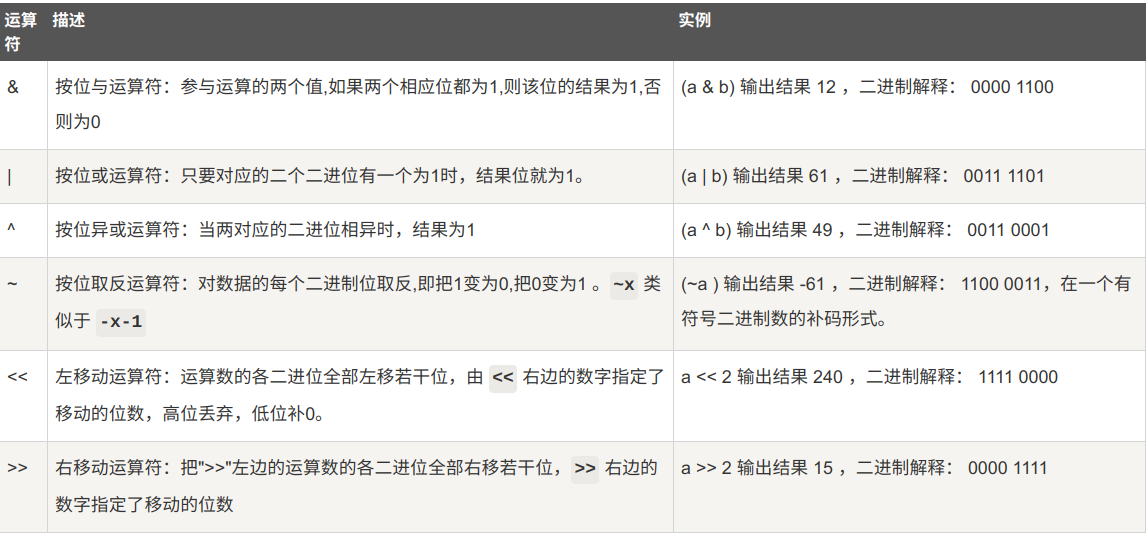 运算 描述 实例
符
& 按位与运算符：参与运算的两个值,如果两个相应位都为1,则该位的结果为1,否 (a & b) 输出结果 12 ，二进制解释： 0000 1100
则为0
| 按位或运算符：只要对应的二个二进位有一个为1时，结果位就为1。 (a | b) 输出结果 61 ，二进制解释： 0011 1101
^ 按位异或运算符：当两对应的二进位相异时，结果为1 (a ^ b) 输出结果 49 ，二进制解释： 0011 0001
~ 按位取反运算符：对数据的每个二进制位取反,即把1变为0,把0变为1 。~x 类 (~a ) 输出结果 -61 ，二进制解释： 1100 0011，在一个有
似于 -x-1 符号二进制数的补码形式。
<< 左移动运算符：运算数的各二进位全部左移若干位，由 << 右边的数字指定了 a << 2 输出结果 240 ，二进制解释： 1111 0000
移动的位数，高位丢弃，低位补0。
>> 右移动运算符：把">>"左边的运算数的各二进位全部右移若干位，>> 右边的 a >> 2 输出结果 15 ，二进制解释： 0000 1111
数字指定了移动的位数